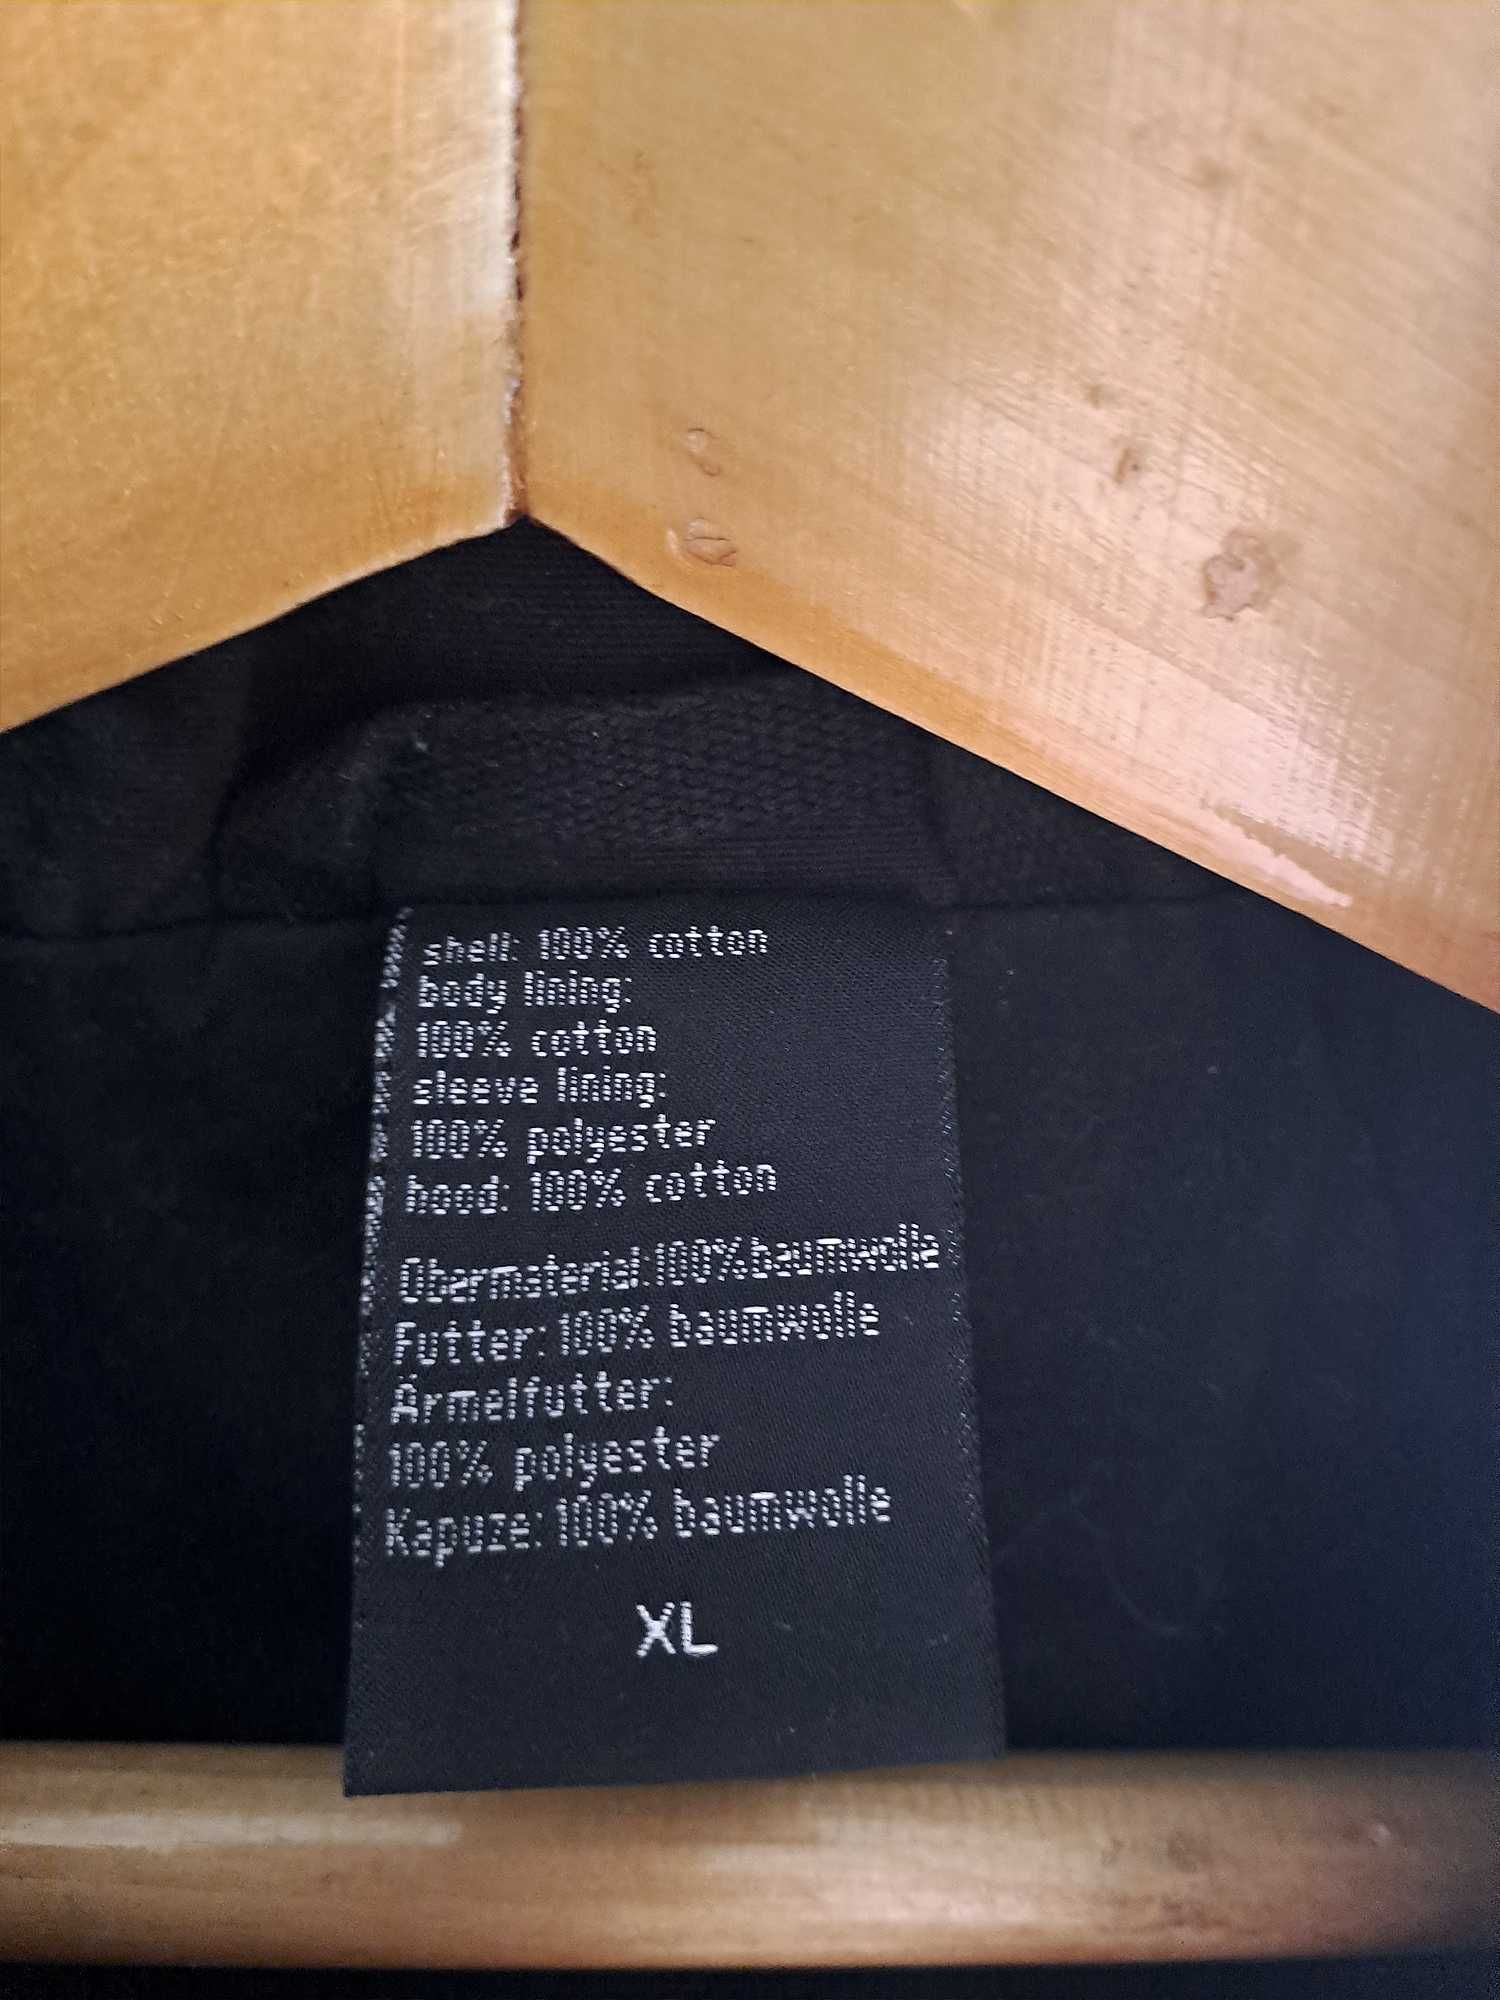 shell: 100% cotton
body lining:
100% cotton
sleeve lining:
100% polyester
hood: 100% cotton
Obermaterial:100%baumwolle
Futter:100% baumwolle
Ärmelfutter:
100% polyester
Kapuze:100% baumwolle
XL